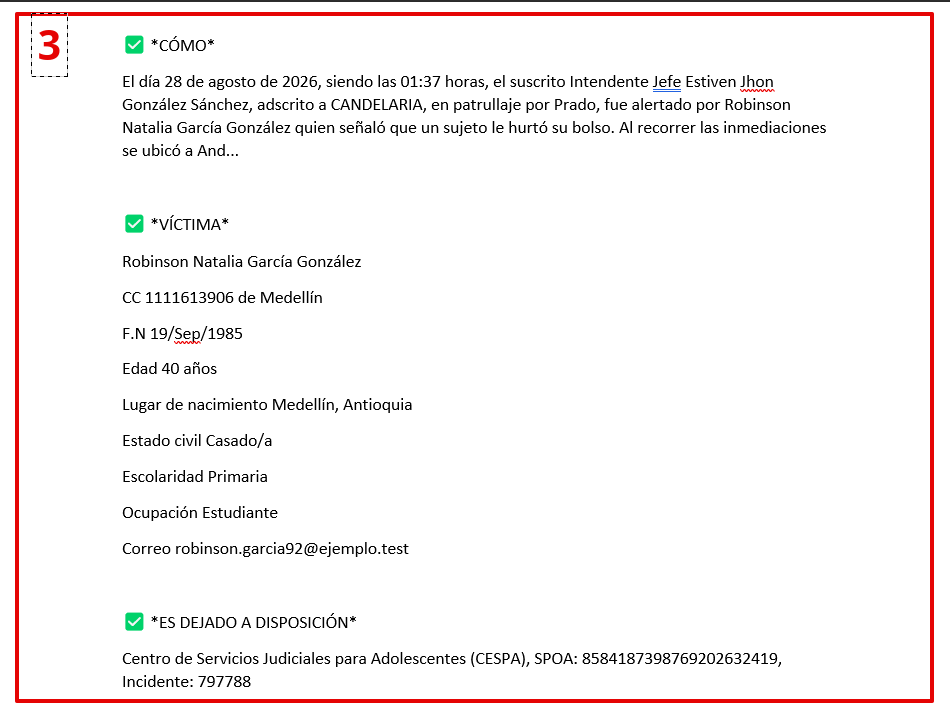 3
✅ *CÓMO*
El día 28 de agosto de 2026, siendo las 01:37 horas, el suscrito Intendente Jefe Estiven Jhon
González Sánchez, adscrito a CANDELARIA, en patrullaje por Prado, fue alertado por Robinson
Natalia García González quien señaló que un sujeto le hurtó su bolso. Al recorrer las inmediaciones
se ubicó a And...
✅ *VÍCTIMA*
Robinson Natalia García González
CC 1111613906 de Medellín
F.N 19/Sep/1985
Edad 40 años
Lugar de nacimiento Medellín, Antioquia
Estado civil Casado/a
Escolaridad Primaria
Ocupación Estudiante
Correo robinson.garcia92@ejemplo.test
✅ *ES DEJADO A DISPOSICIÓN*
Centro de Servicios Judiciales para Adolescentes (CESPA), SPOA: 8584187398769202632419,
Incidente: 797788